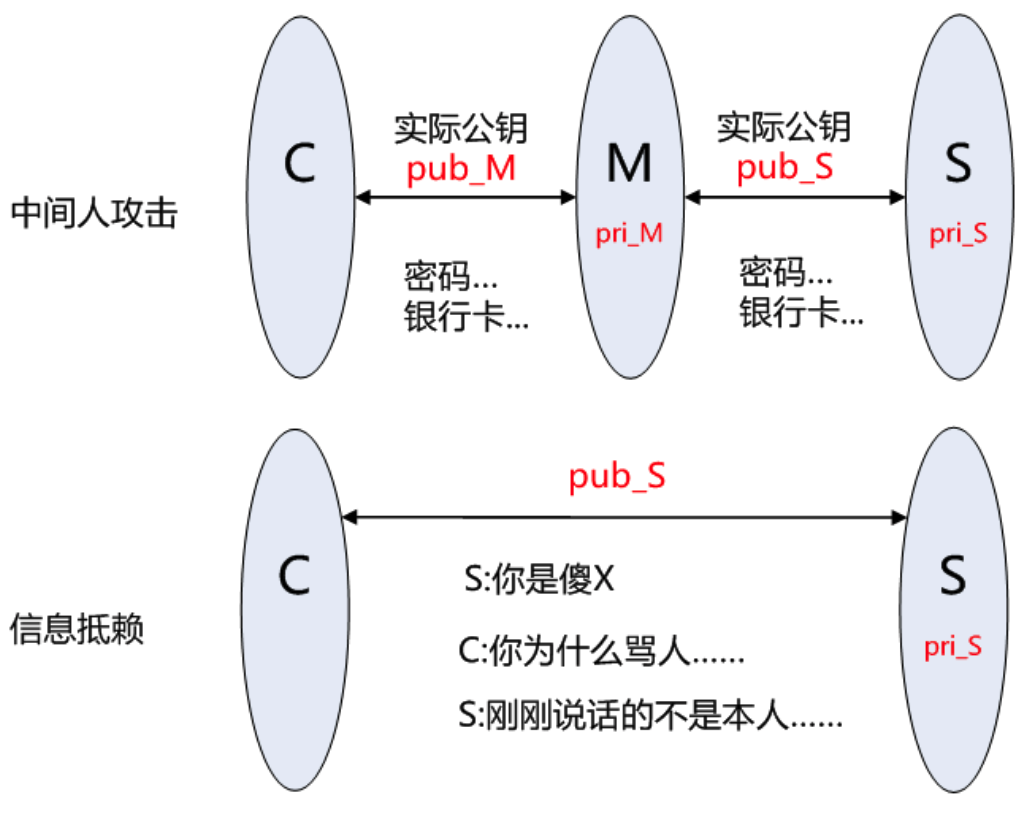 中间人攻击
C
实际公钥
pub_M
密码...
银行卡...
M
pri_M
实际公钥
pub_S
密码...
银行卡...
S
pri_S
信息抵赖
C
pub_S
S:你是傻X
C:你为什么骂人......
S:刚刚说话的不是本人......
S
pri_S